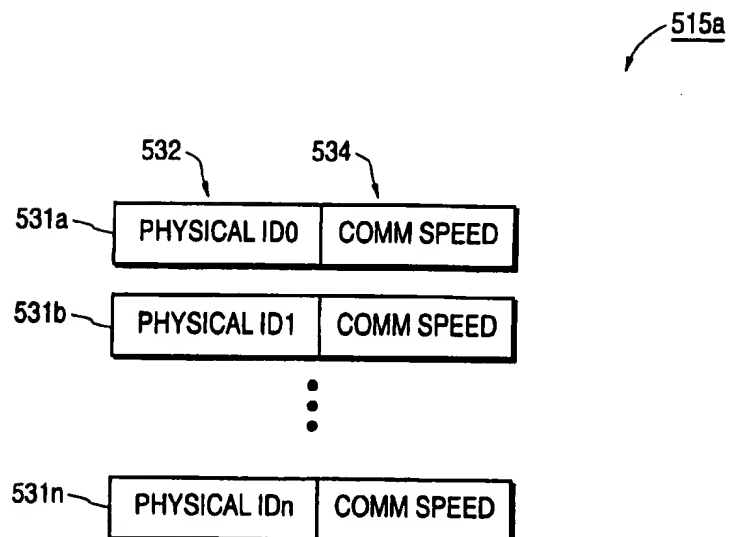 515a
532 534
531a PHYSICAL ID0 COMM SPEED
531b PHYSICAL ID1 COMM SPEED
531n PHYSICAL IDn COMM SPEED